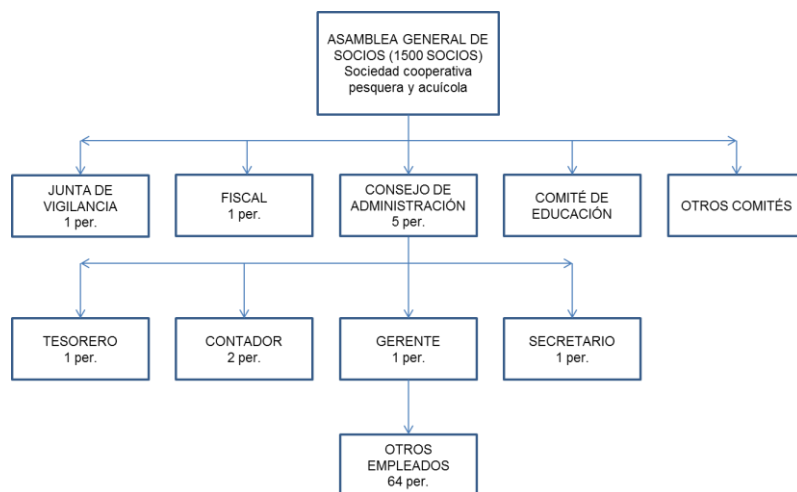 ASAMBLEA GENERAL DE
SOCIOS (1500 SOCIOS)
Sociedad cooperativa
pesquera y acuícola
JUNTA DE
VIGILANCIA
1 per.
FISCAL
1 per.
CONSEJO DE
ADMINISTRACIÓN
5 per.
COMITÉ DE
EDUCACIÓN
OTROS COMITÉS
TESORERO
1 per.
CONTADOR
2 per.
GERENTE
1 per.
SECRETARIO
1 per.
OTROS
EMPLEADOS
64 per.